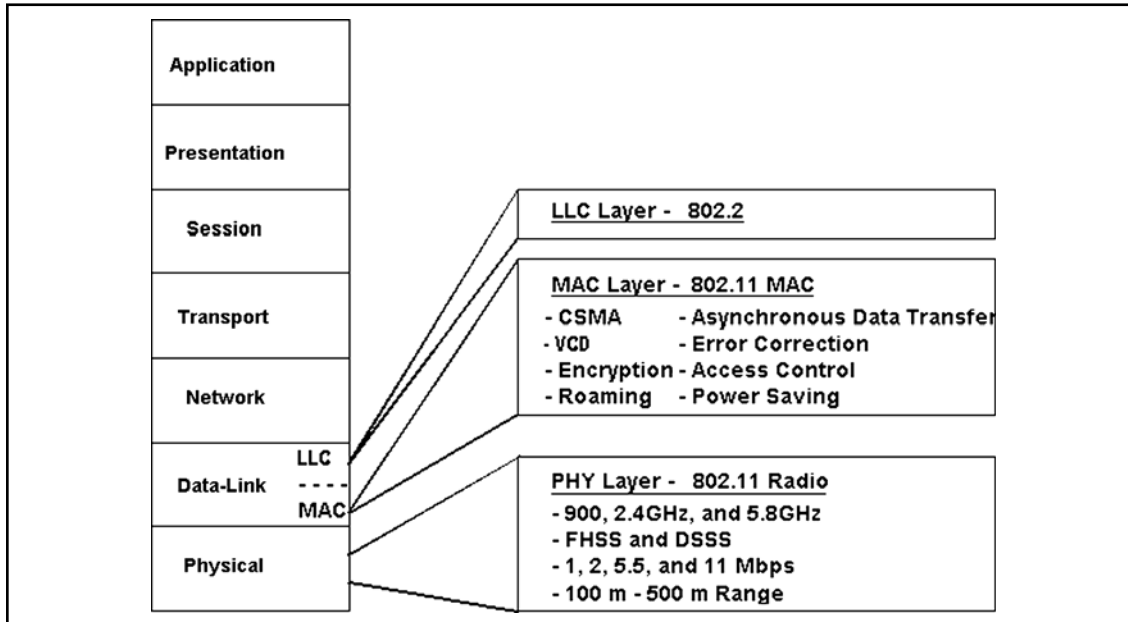 Application
Presentation
Session
Transport
Network
Data-Link
LLC
- - - -
MAC
Physical
LLC Layer - 802.2
MAC Layer - 802.11 MAC
- CSMA - Asynchronous Data Transfer
- VCD - Error Correction
- Encryption - Access Control
- Roaming - Power Saving
PHY Layer - 802.11 Radio
- 900, 2.4GHz, and 5.8GHz
- FHSS and DSSS
- 1, 2, 5.5, and 11 Mbps
- 100 m - 500 m Range